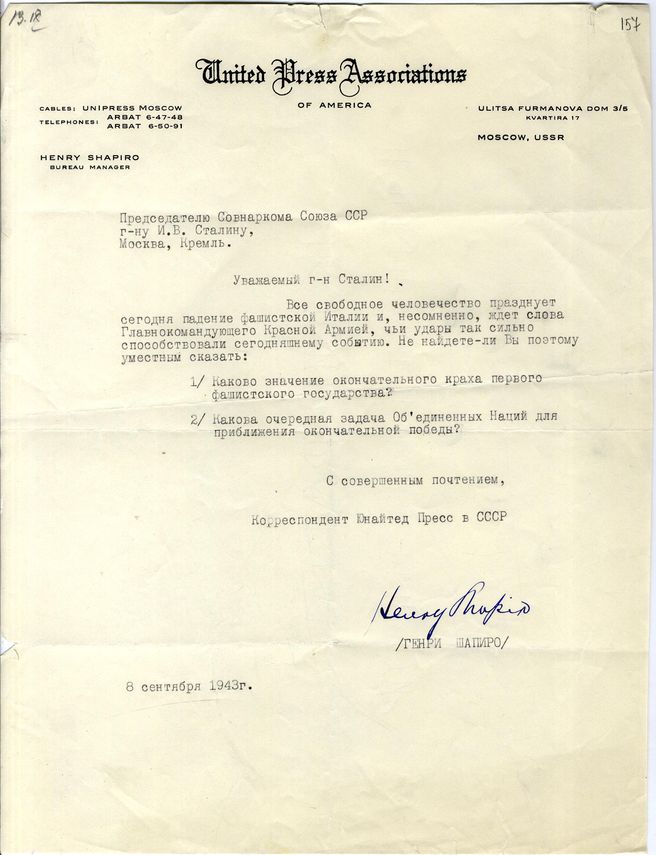 13.18
157
United Press Associations
OF AMERICA
CABLES: UNIPRESS MOSCOW
TELEPHONES: ARBAT 6-47-48
ARBAT 6-50-91
ULITSA FURMANOVA DOM 3/5
KVARTIRA 17
MOSCOW, USSR
HENRY SHAPIRO
BUREAU MANAGER
Председателю Совнаркома Союза ССР
г-ну И.В. Сталину,
Москва, Кремль.
Уважаемый г-н Сталин!
Все свободное человечество празднует
сегодня падение фашистской Италии и, несомненно, ждет слова
Главнокомандующего Красной Армией, чьи удары так сильно
способствовали сегодняшнему событию. Не найдете-ли Вы поэтому
уместным сказать:
1/ Каково значение окончательного краха первого
фашистского государства?
2/ Какова очередная задача Об'единенных Наций для
приближения окончательной победы?
С совершенным почтением,
Корреспондент Юнайтед Пресс в СССР
Henry Shapiro
/ГЕНРИ ШАПИРО/
8 сентября 1943г.